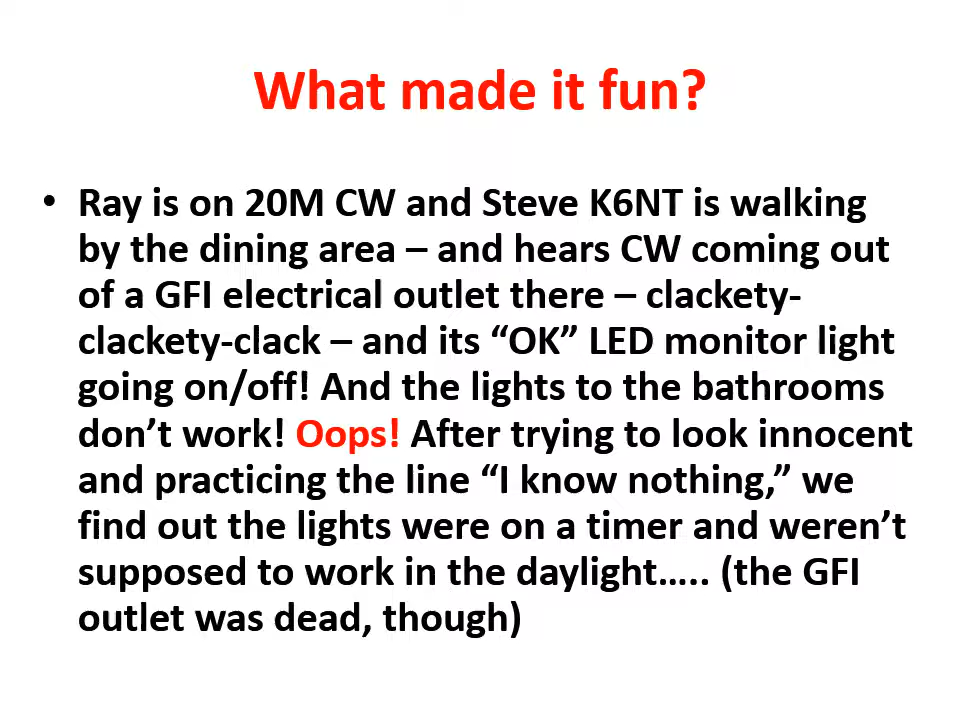 What made it fun?
• Ray is on 20M CW and Steve K6NT is walking
by the dining area – and hears CW coming out
of a GFI electrical outlet there – clackety-
clackety-clack – and its “OK” LED monitor light
going on/off! And the lights to the bathrooms
don’t work! Oops! After trying to look innocent
and practicing the line “I know nothing,” we
find out the lights were on a timer and weren’t
supposed to work in the daylight….. (the GFI
outlet was dead, though)